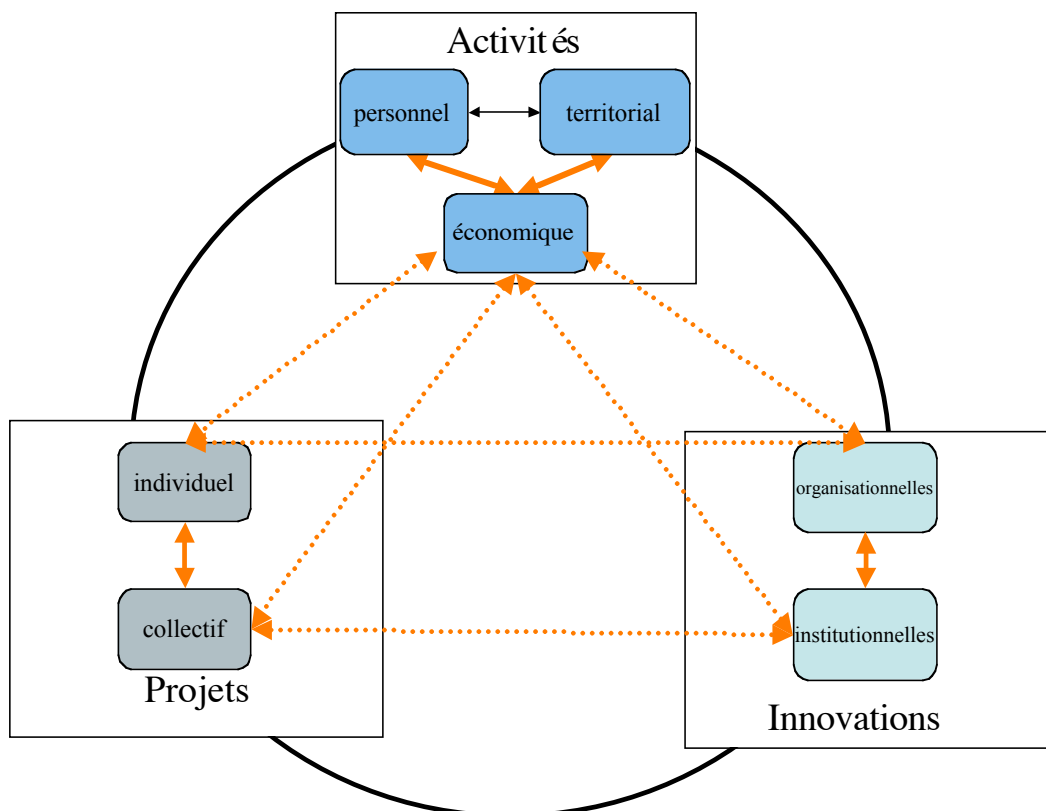 Activités
personnel
territorial
économique
individuel
collectif
Projets
organisationnelles
institutionnelles
Innovations